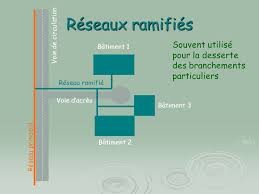 Réseaux ramifiés
Voie de circulation
Bâtiment 1
Souvent utilisé
pour la desserte
des branchements
particuliers
Réseau ramifié
Voie d'accès
Bâtiment 3
Bâtiment 2
Réseau principal